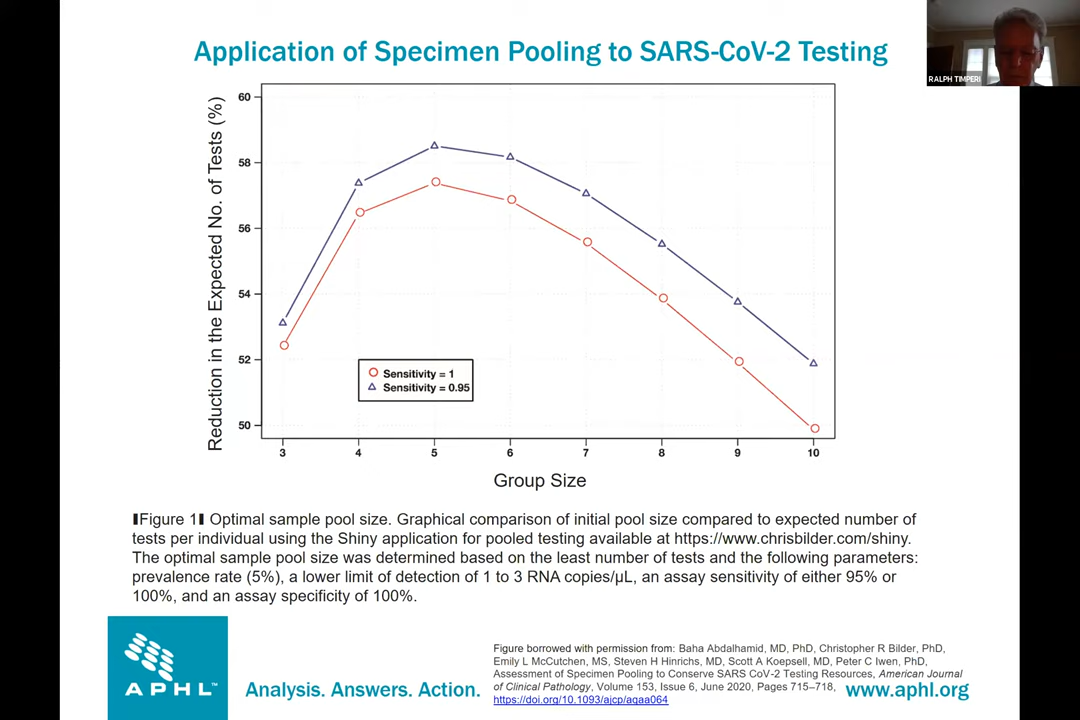 Application of Specimen Pooling to SARS-CoV-2 Testing
RALPH TIMPERI
Reduction in the Expected No. of Tests (%)
60
58
56
54
52
50
Sensitivity = 1
Sensitivity = 0.95
3 4 5 6 7 8 9 10
Group Size
❚Figure 1❚ Optimal sample pool size. Graphical comparison of initial pool size compared to expected number of
tests per individual using the Shiny application for pooled testing available at https://www.chrisbilder.com/shiny.
The optimal sample pool size was determined based on the least number of tests and the following parameters:
prevalence rate (5%), a lower limit of detection of 1 to 3 RNA copies/µL, an assay sensitivity of either 95% or
100%, and an assay specificity of 100%.
APHL™
Analysis. Answers. Action.
Figure borrowed with permission from: Baha Abdalhamid, MD, PhD, Christopher R Bilder, PhD,
Emily L McCutchen, MS, Steven H Hinrichs, MD, Scott A Koepsell, MD, Peter C Iwen, PhD,
Assessment of Specimen Pooling to Conserve SARS CoV-2 Testing Resources, American Journal
of Clinical Pathology, Volume 153, Issue 6, June 2020, Pages 715–718,
https://doi.org/10.1093/ajcp/aqaa064
www.aphl.org